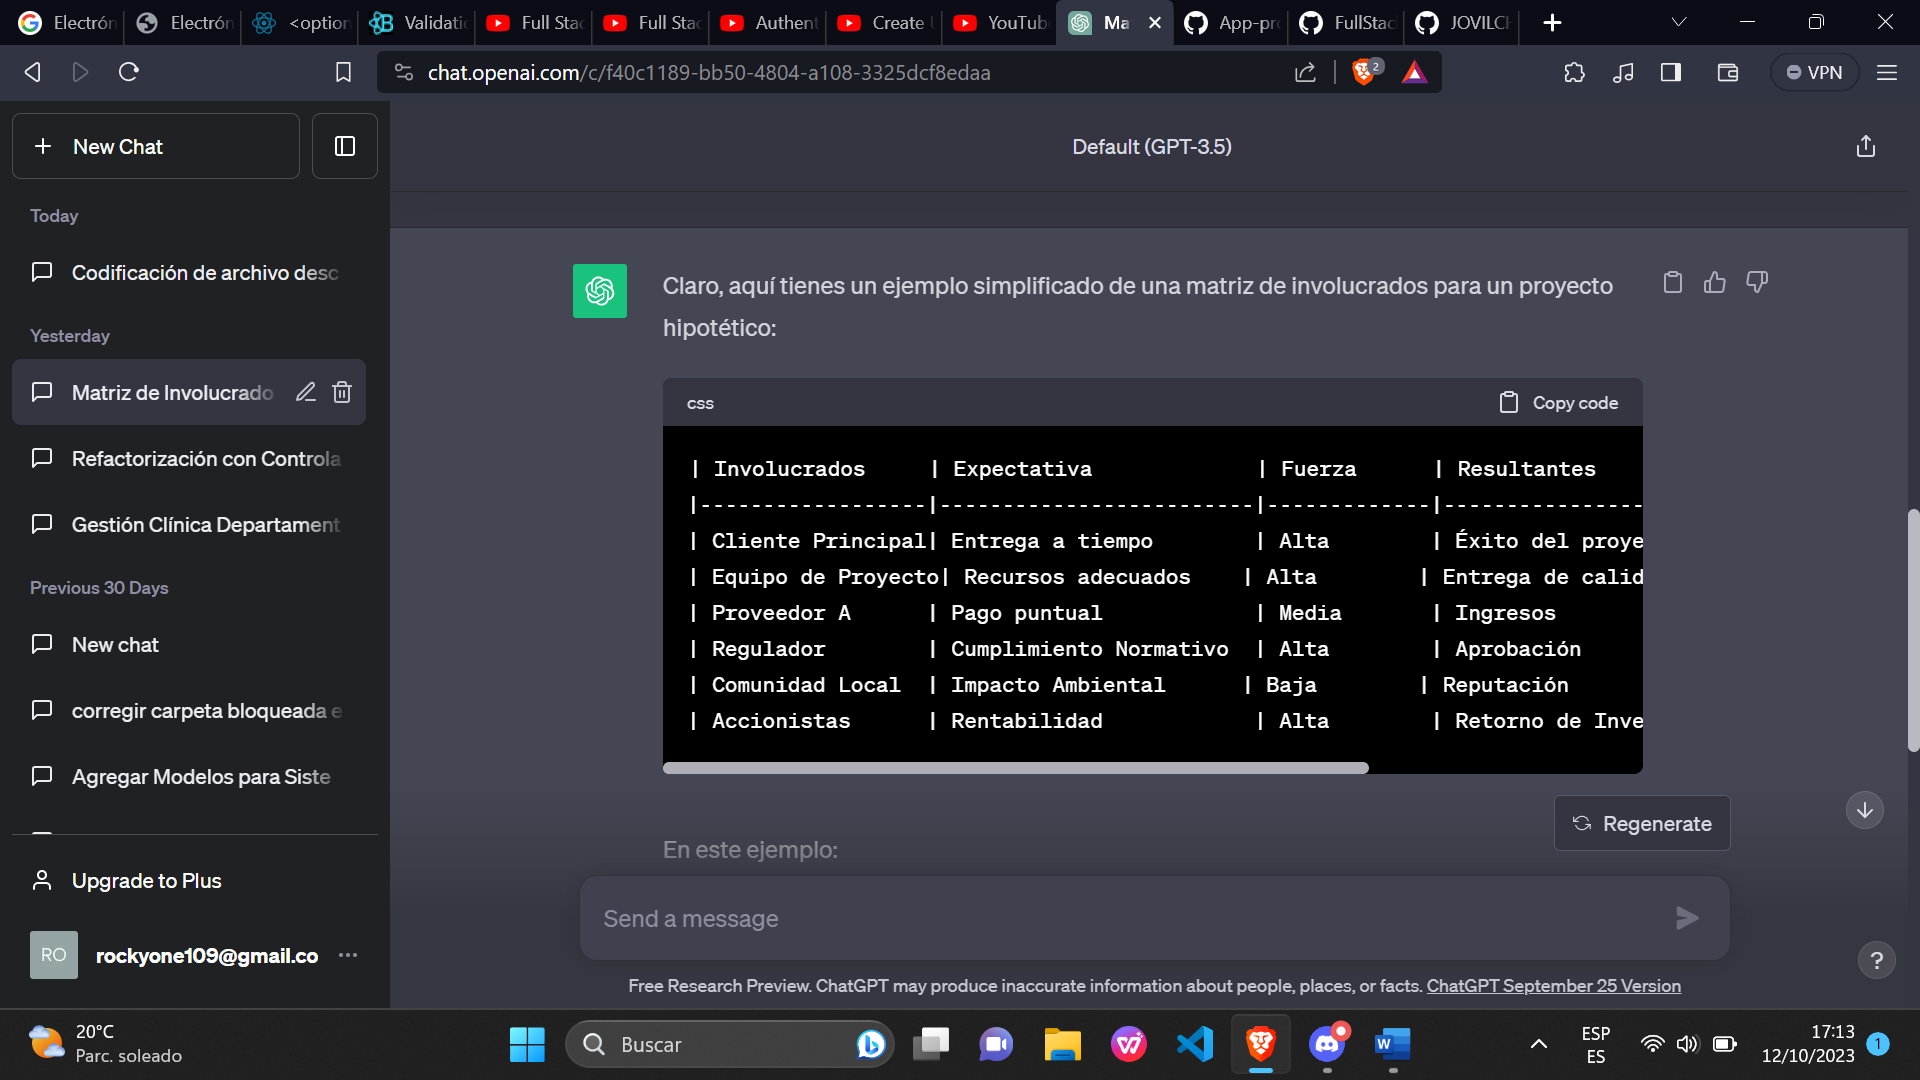 Electrón
Electrón
<option
Validati
Full Stac
Full Stac
Authent
Create U
YouTube
Ma
App-pro
FullStac
JOVILCH
chat.openai.com/c/f40c1189-bb50-4804-a108-3325dcf8edaa
2
VPN
New Chat
Default (GPT-3.5)
Today
Codificación de archivo desc
Yesterday
Matriz de Involucrado
Refactorización con Controla
Gestión Clínica Departament
Previous 30 Days
New chat
corregir carpeta bloqueada e
Agregar Modelos para Siste
Upgrade to Plus
RO
rockyone109@gmail.co
Claro, aquí tienes un ejemplo simplificado de una matriz de involucrados para un proyecto
hipotético:
css
Copy code
| Involucrados | Expectativa | Fuerza | Resultantes
|------------------|-------------------------|-------------|----------------
| Cliente Principal| Entrega a tiempo | Alta | Éxito del proye
| Equipo de Proyecto| Recursos adecuados | Alta | Entrega de calid
| Proveedor A | Pago puntual | Media | Ingresos
| Regulador | Cumplimiento Normativo | Alta | Aprobación
| Comunidad Local | Impacto Ambiental | Baja | Reputación
| Accionistas | Rentabilidad | Alta | Retorno de Inve
Regenerate
En este ejemplo:
Send a message
?
Free Research Preview. ChatGPT may produce inaccurate information about people, places, or facts. ChatGPT September 25 Version
20°C
Parc. soleado
Buscar
ESP
ES
17:13
12/10/2023
1